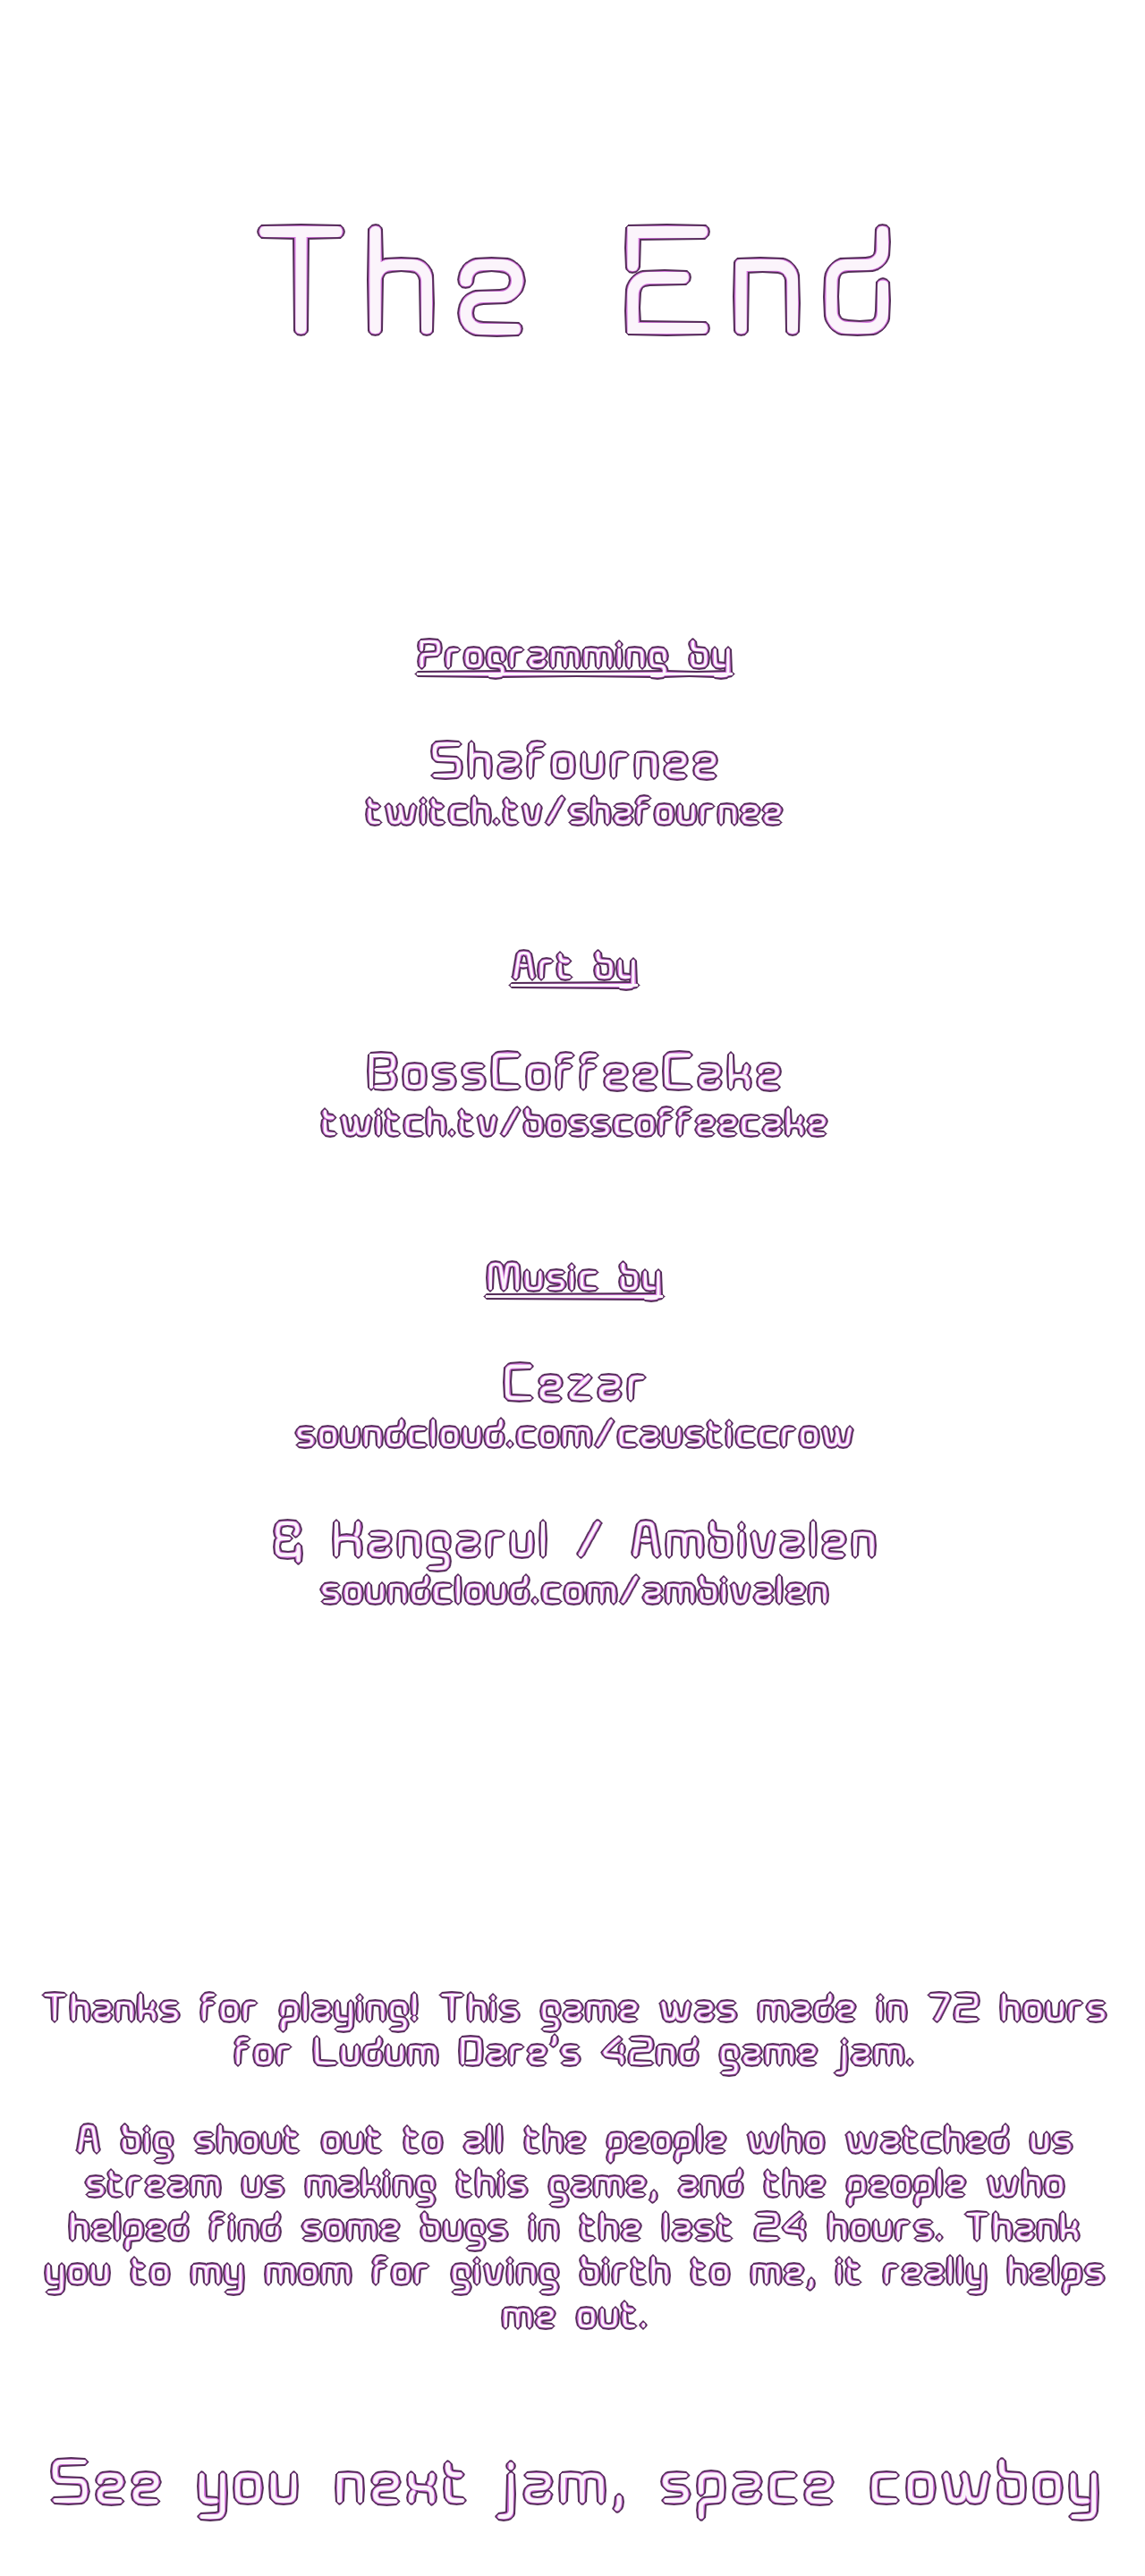 The End
Programming by
Shafournee
twitch.tv/shafournee
Art by
BossCoffeeCake
twitch.tv/bosscoffeecake
Music by
Cezar
soundcloud.com/causticcrow
& Kangarul / Ambivalen
soundcloud.com/ambivalen
Thanks for playing! This game was made in 72 hours
for Ludum Dare's 42nd game jam.
A big shout out to all the people who watched us
stream us making this game, and the people who
helped find some bugs in the last 24 hours. Thank
you to my mom for giving birth to me, it really helps
me out.
See you next jam, space cowboy